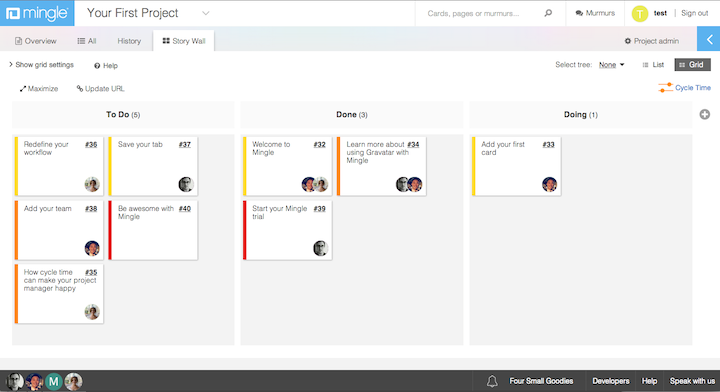 mingle
Your First Project
Cards, pages or murmurs...
Murmurs
T
test
Sign out
Overview
All
History
Story Wall
Project admin
Show grid settings
Help
Select tree: None
List
Grid
Maximize
Update URL
Cycle Time
To Do (5)
Done (3)
Doing (1)
Redefine your workflow
#36
Save your tab
#37
Add your team
#38
Be awesome with Mingle
#40
How cycle time can make your project manager happy
#35
Welcome to Mingle
#32
Learn more about using Gravatar with Mingle
#34
Start your Mingle trial
#39
Add your first card
#33
M
Four Small Goodies
Developers
Help
Speak with us